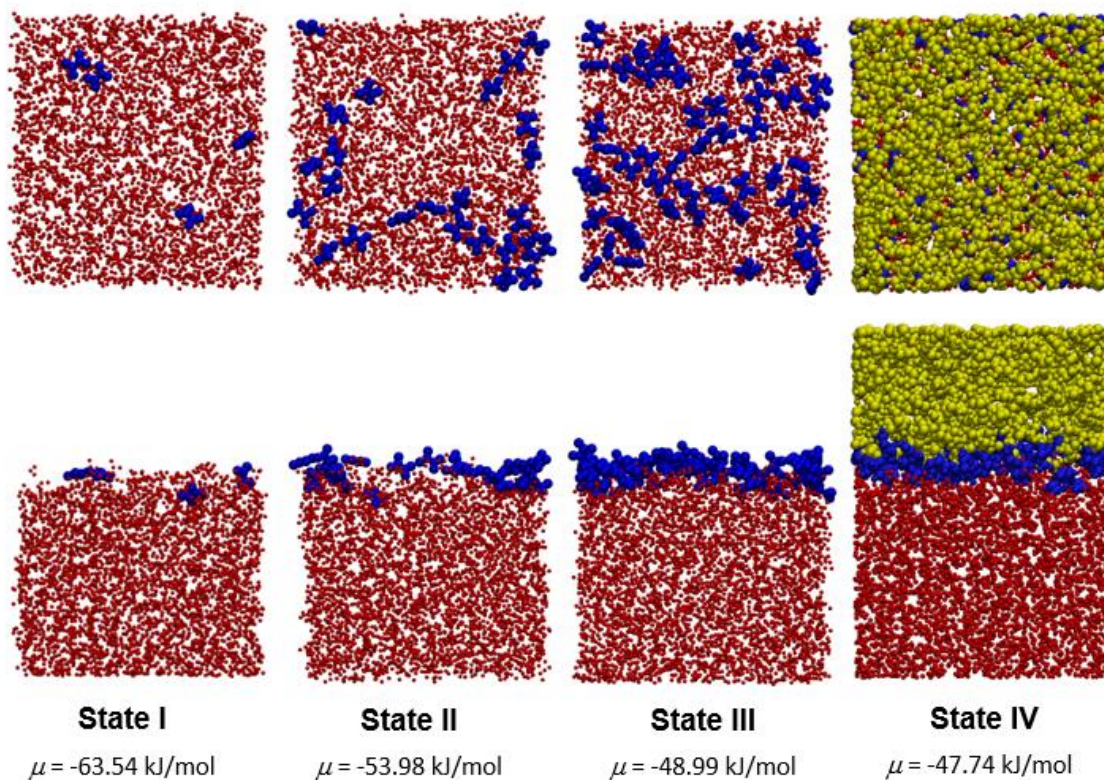 State I State II State III State IV
μ = -63.54 kJ/mol μ = -53.98 kJ/mol μ = -48.99 kJ/mol μ = -47.74 kJ/mol